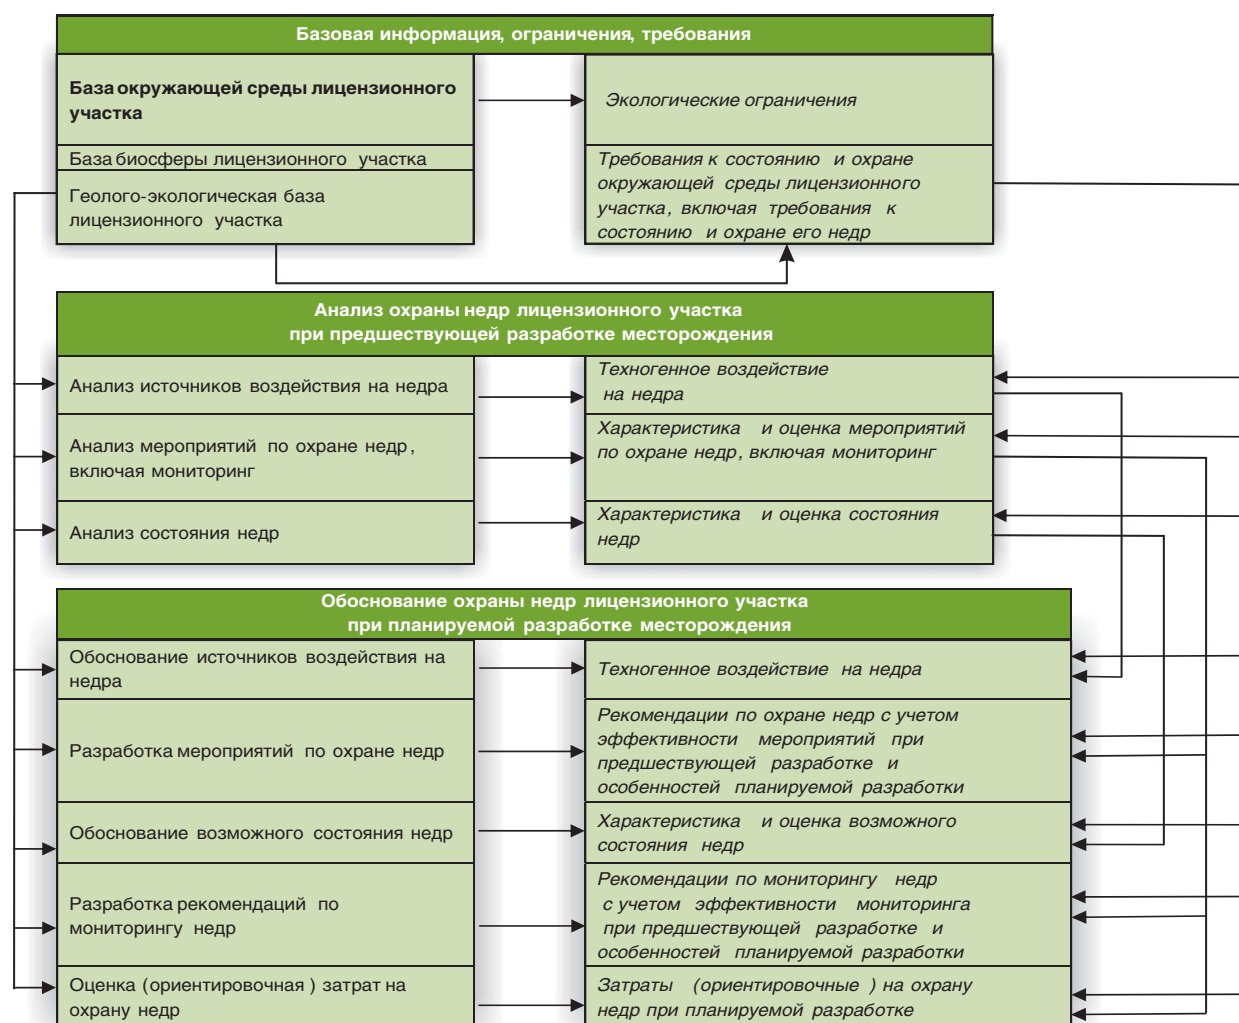 Базовая информация, ограничения, требования
База окружающей среды лицензионного
участка
Экологические ограничения
База биосферы лицензионного участка
Геолого-экологическая база
лицензионного участка
Требования к состоянию и охране
окружающей среды лицензионного
участка, включая требования к
состоянию и охране его недр
Анализ охраны недр лицензионного участка
при предшествующей разработке месторождения
Анализ источников воздействия на недра
Техногенное воздействие
на недра
Анализ мероприятий по охране недр,
включая мониторинг
Характеристика и оценка мероприятий
по охране недр, включая мониторинг
Анализ состояния недр
Характеристика и оценка состояния
недр
Обоснование охраны недр лицензионного участка
при планируемой разработке месторождения
Обоснование источников воздействия на
недра
Техногенное воздействие на недра
Разработка мероприятий по охране недр
Рекомендации по охране недр с учетом
эффективности мероприятий при
предшествующей разработке и
особенностей планируемой разработки
Обоснование возможного состояния недр
Характеристика и оценка возможного
состояния недр
Разработка рекомендаций по
мониторингу недр
Рекомендации по мониторингу недр
с учетом эффективности мониторинга
при предшествующей разработке и
особенностей планируемой разработки
Оценка (ориентировочная ) затрат на
охрану недр
Затраты (ориентировочные ) на охрану
недр при планируемой разработке